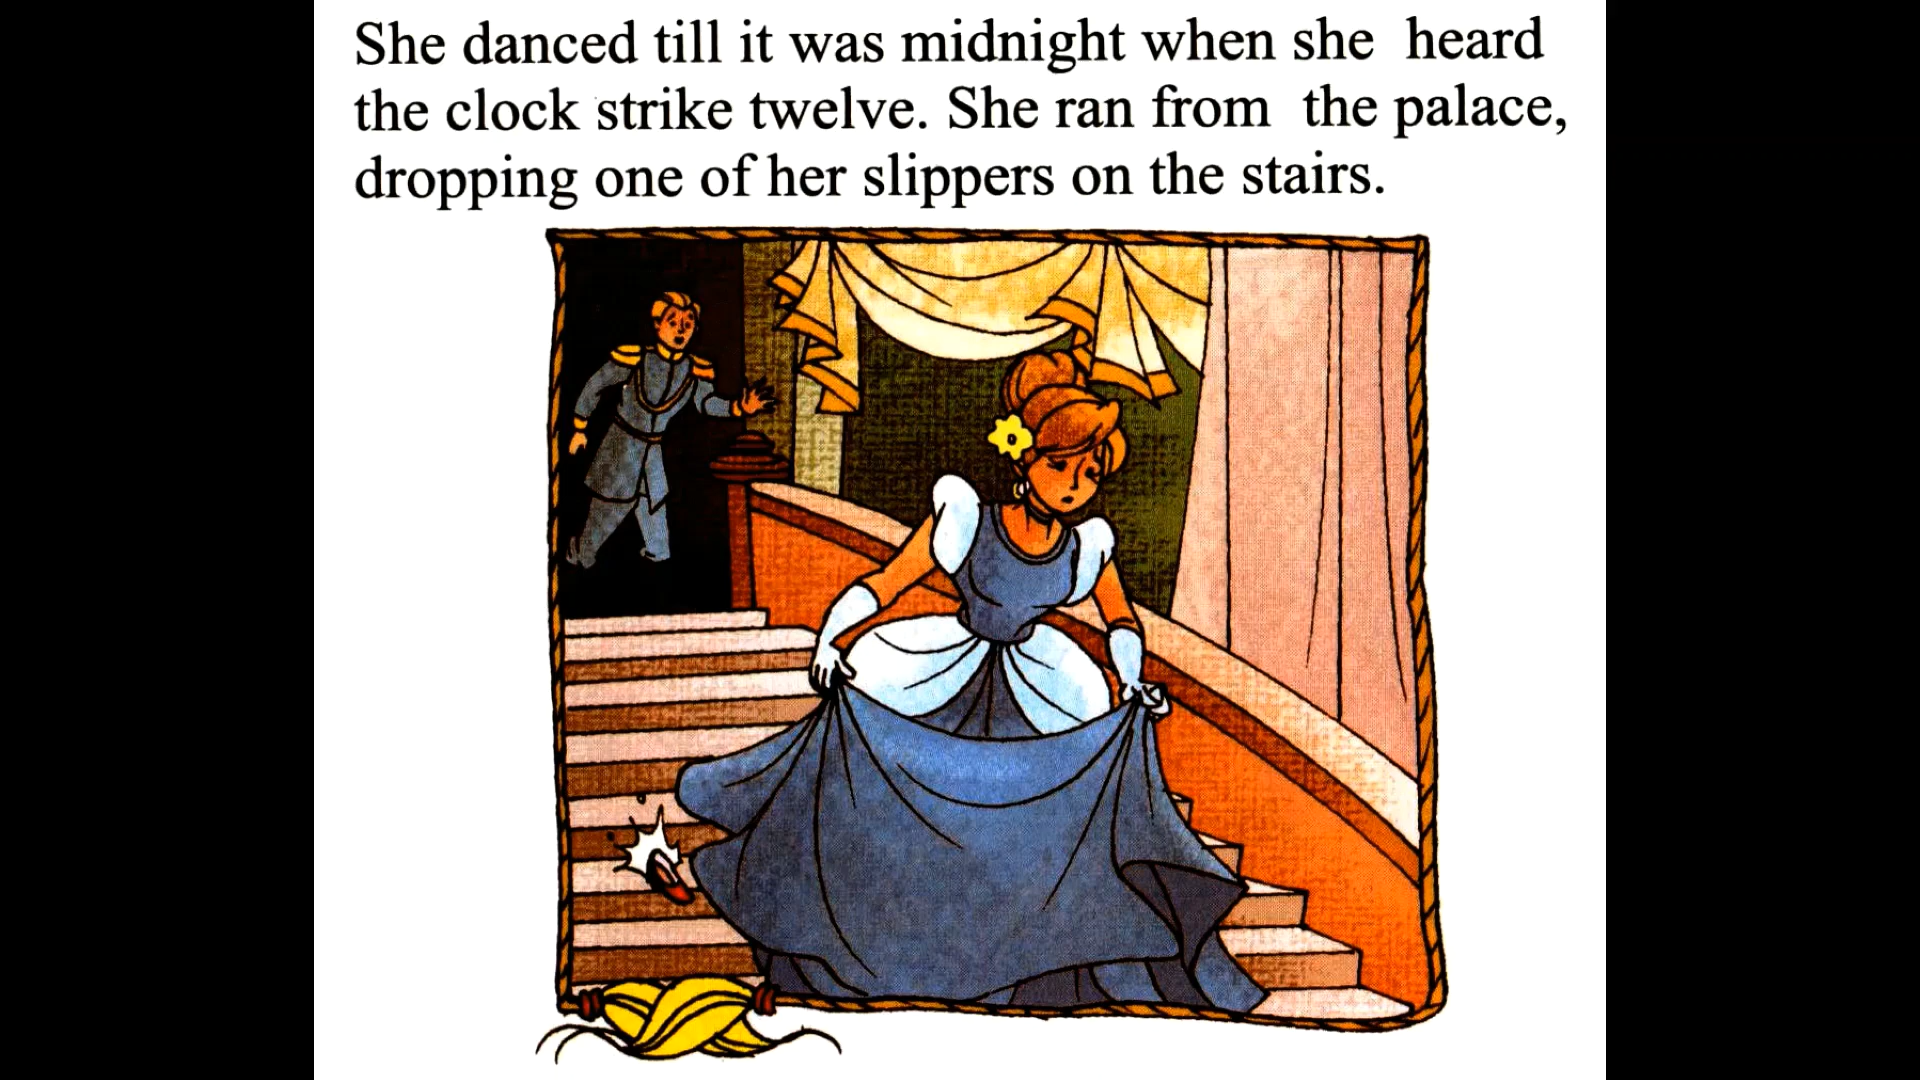 She danced till it was midnight when she heard
the clock strike twelve. She ran from the palace,
dropping one of her slippers on the stairs.